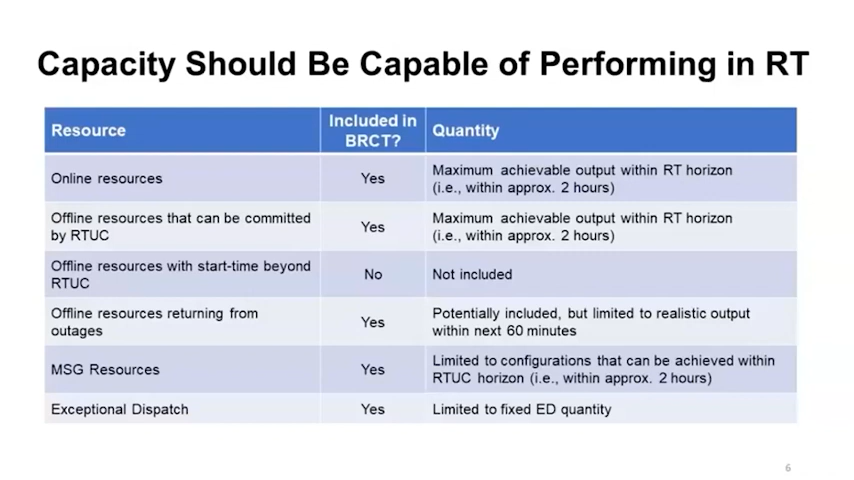 Capacity Should Be Capable of Performing in RT
Resource
Included in
BRCT?
Quantity
Online resources
Yes
Maximum achievable output within RT horizon
(i.e., within approx. 2 hours)
Offline resources that can be committed
by RTUC
Yes
Maximum achievable output within RT horizon
(i.e., within approx. 2 hours)
Offline resources with start-time beyond
RTUC
No
Not included
Offline resources returning from
outages
Yes
Potentially included, but limited to realistic output
within next 60 minutes
MSG Resources
Yes
Limited to configurations that can be achieved within
RTUC horizon (i.e., within approx. 2 hours)
Exceptional Dispatch
Yes
Limited to fixed ED quantity
6